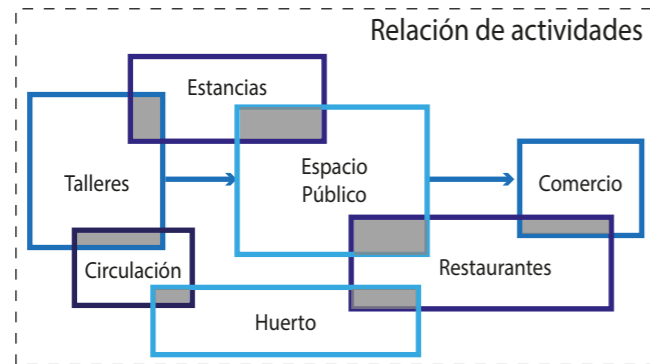 Relación de actividades
Estancias
Talleres
Espacio
Público
Comercio
Circulación
Restaurantes
Huerto